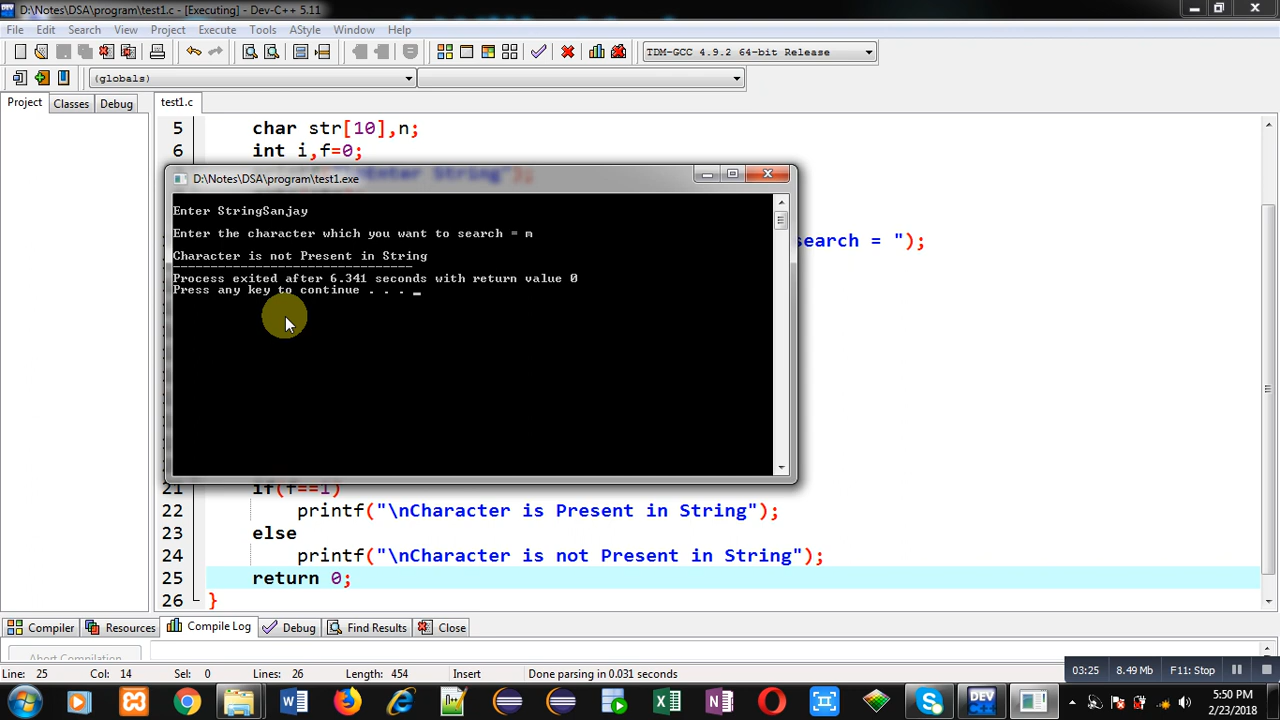 D:\Notes\DSA\program\test1.c - [Executing] - Dev-C++ 5.11
File Edit Search View Project Execute Tools AStyle Window Help
TDM-GCC 4.9.2 64-bit Release
(globals)
Project Classes Debug test1.c
5 char str[10],n;
6 int i,f=0;
Enter String");
D:\Notes\DSA\program\test1.exe
Enter StringSanjay
Enter the character which you want to search = m
search = ");
Character is not Present in String
--------------------------------
Process exited after 6.341 seconds with return value 0
Press any key to continue . . . _
21 if(f==1)
22 printf("\nCharacter is Present in String");
23 else
24 printf("\nCharacter is not Present in String");
25 return 0;
26 }
Compiler Resources Compile Log Debug Find Results Close
Abort Compilation
Line: 25 Col: 14 Sel: 0 Lines: 26 Length: 454 Insert Done parsing in 0.031 seconds
03:25 8.49 Mb F11: Stop
5:50 PM
2/23/2018